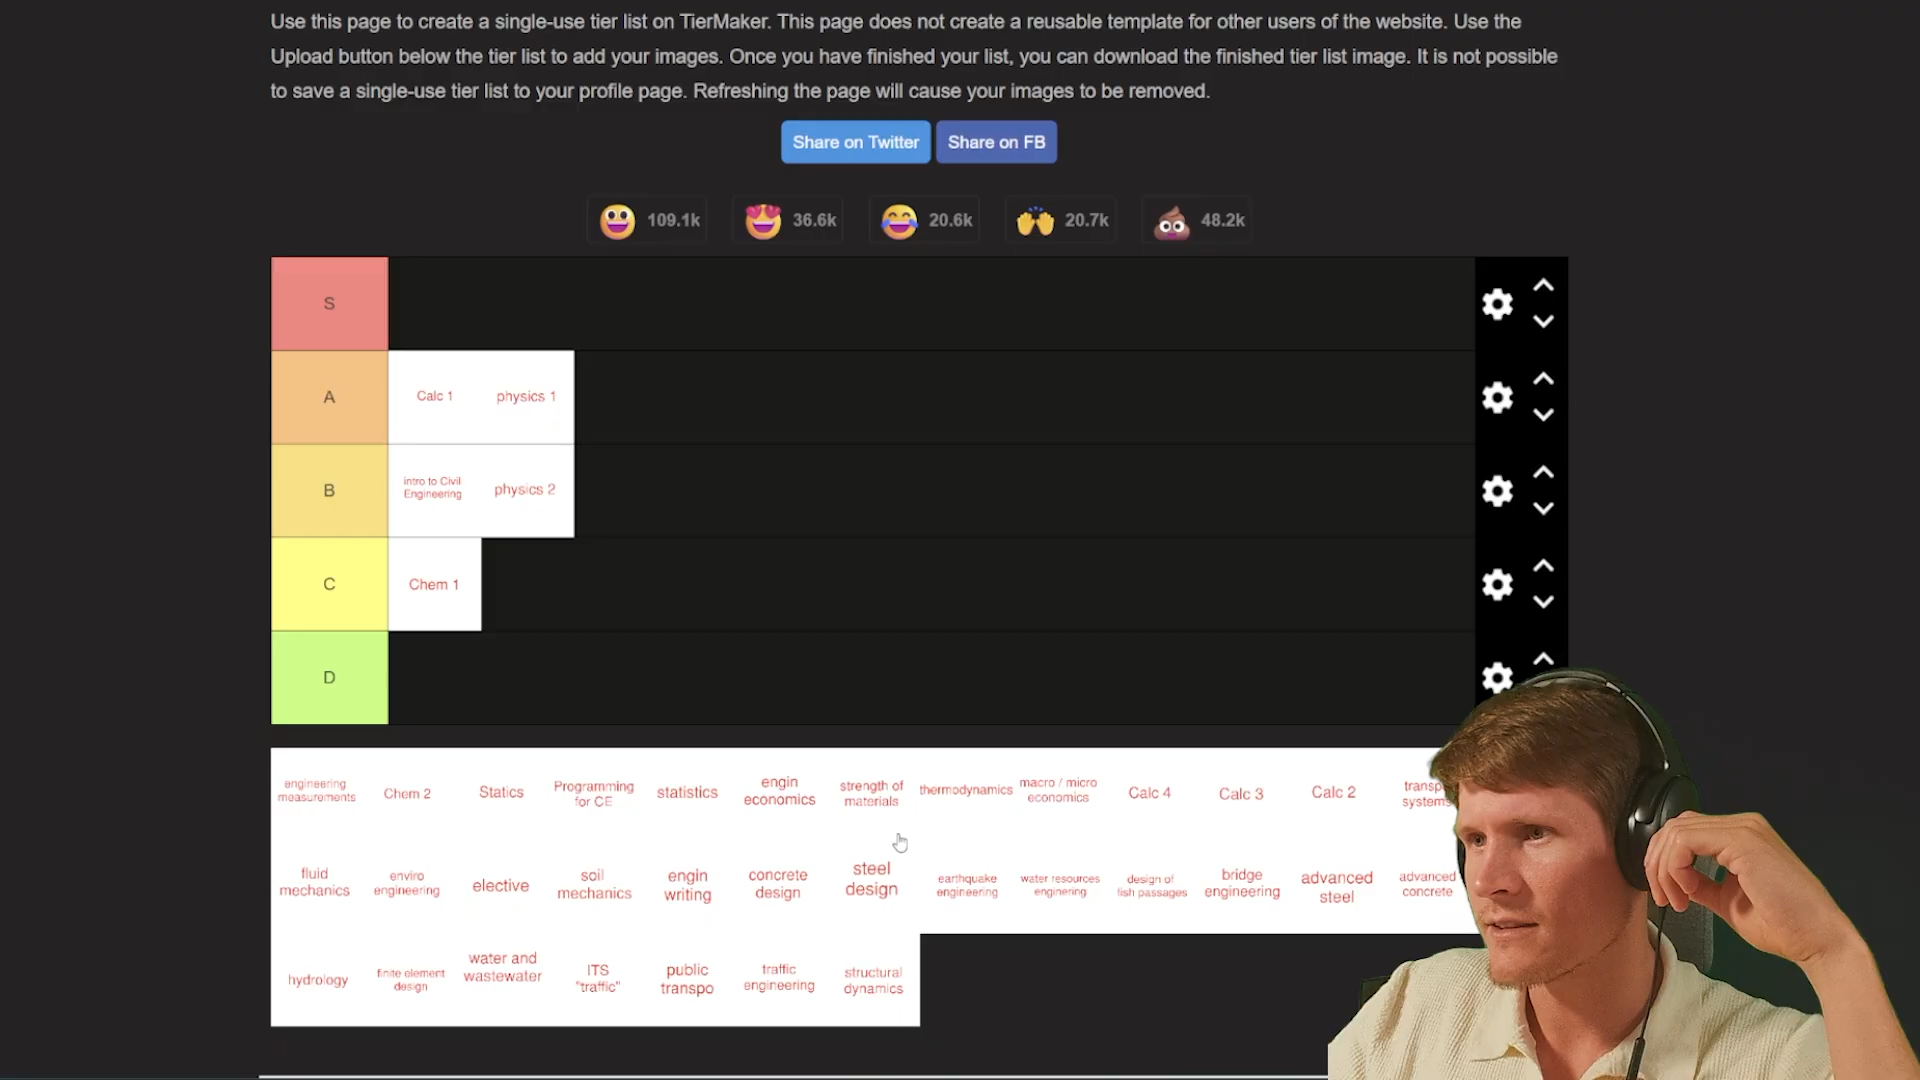 Use this page to create a single-use tier list on TierMaker. This page does not create a reusable template for other users of the website. Use the
Upload button below the tier list to add your images. Once you have finished your list, you can download the finished tier list image. It is not possible
to save a single-use tier list to your profile page. Refreshing the page will cause your images to be removed.
Share on Twitter Share on FB
109.1k 36.6k 20.6k 20.7k 48.2k
S
A
Calc 1
physics 1
B
intro to Civil
Engineering
physics 2
C
Chem 1
D
engineering
measurements
Chem 2
Statics
Programming
for CE
statistics
engin
economics
strength of
materials
thermodynamics
macro / micro
economics
Calc 4
Calc 3
Calc 2
transp
systems
fluid
mechanics
enviro
engineering
elective
soil
mechanics
engin
writing
concrete
design
steel
design
earthquake
engineering
water resources
enginering
design of
fish passages
bridge
engineering
advanced
steel
advanced
concrete
hydrology
finite element
design
water and
wastewater
ITS
"traffic"
public
transpo
traffic
engineering
structural
dynamics